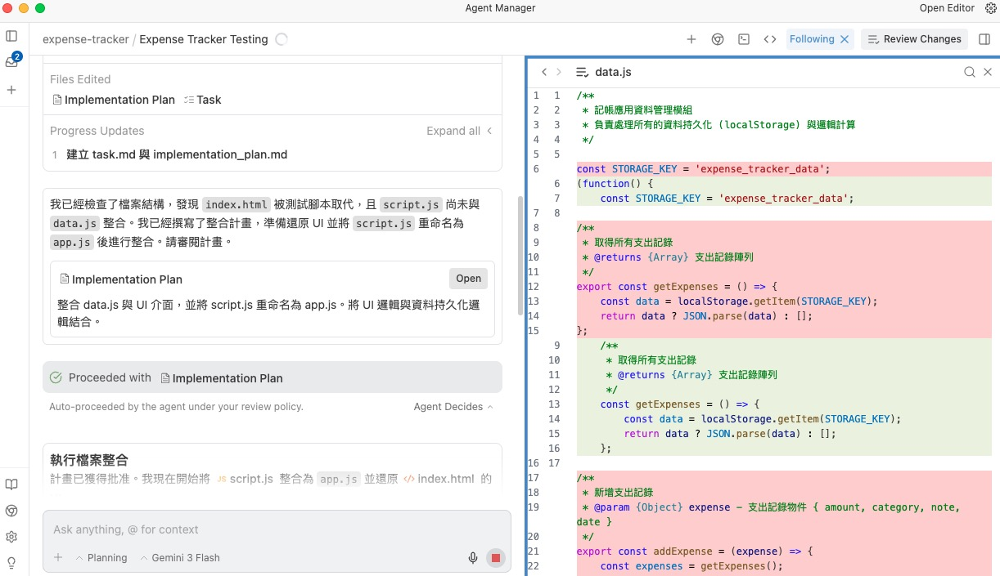 Agent Manager
Open Editor
expense-tracker / Expense Tracker Testing
Following
Review Changes
2
Files Edited
Implementation Plan Task
Progress Updates
Expand all
1 建立 task.md 與 implementation_plan.md
我已經檢查了檔案結構，發現 index.html 被測試腳本取代，且 script.js 尚未與
data.js 整合。我已經撰寫了整合計畫，準備還原 UI 並將 script.js 重命名為
app.js 後進行整合。請審閱計畫。
Implementation Plan
Open
整合 data.js 與 UI 介面，並將 script.js 重命名為 app.js。將 UI 邏輯與資料持久化邏
輯結合。
Proceeded with Implementation Plan
Auto-proceeded by the agent under your review policy.
Agent Decides
執行檔案整合
計畫已獲得批准。我現在開始將 JS script.js 整合為 app.js 並還原 </> index.html 的
Ask anything, @ for context
Planning
Gemini 3 Flash
data.js
1 1 /**
2 2 * 記帳應用資料管理模組
3 3 * 負責處理所有的資料持久化 (localStorage) 與邏輯計算
4 4 */
5 5
6 const STORAGE_KEY = 'expense_tracker_data';
6 (function() {
7 const STORAGE_KEY = 'expense_tracker_data';
7 8
8 /**
9 * 取得所有支出記錄
10 * @returns {Array} 支出記錄陣列
11 */
12 export const getExpenses = () => {
13 const data = localStorage.getItem(STORAGE_KEY);
14 return data ? JSON.parse(data) : [];
15 };
9 /**
10 * 取得所有支出記錄
11 * @returns {Array} 支出記錄陣列
12 */
13 const getExpenses = () => {
14 const data = localStorage.getItem(STORAGE_KEY);
15 return data ? JSON.parse(data) : [];
16 };
16 17
17 /**
18 * 新增支出記錄
19 * @param {Object} expense - 支出記錄物件 { amount, category, note,
date }
20 */
21 export const addExpense = (expense) => {
22 const expenses = getExpenses();